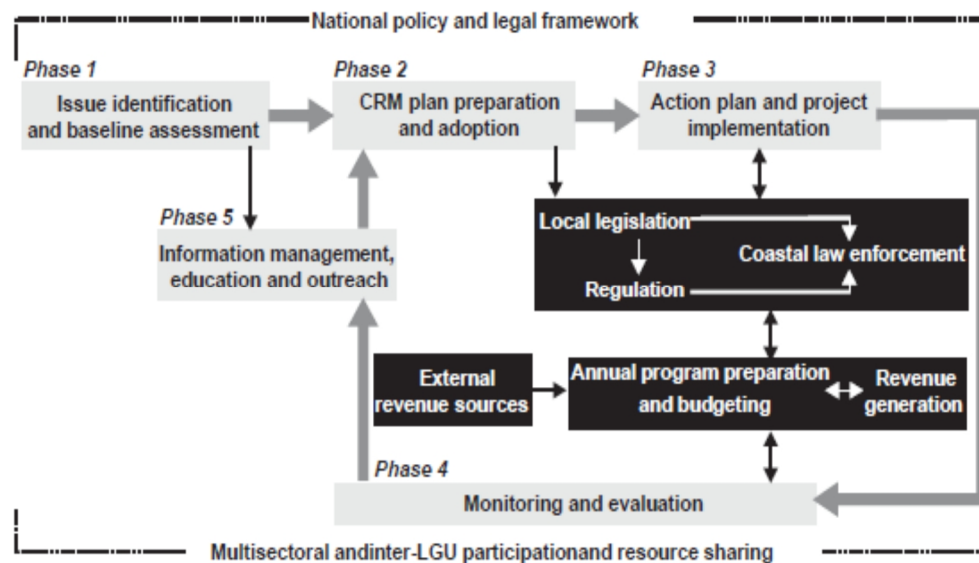 National policy and legal framework
Phase 1
Issue identification
and baseline assessment
Phase 2
CRM plan preparation
and adoption
Phase 3
Action plan and project
implementation
Phase 5
Information management,
education and outreach
Local legislation
Coastal law enforcement
Regulation
External
revenue sources
Annual program preparation
and budgeting
Revenue
generation
Phase 4
Monitoring and evaluation
Multisectoral andinter-LGU participationand resource sharing